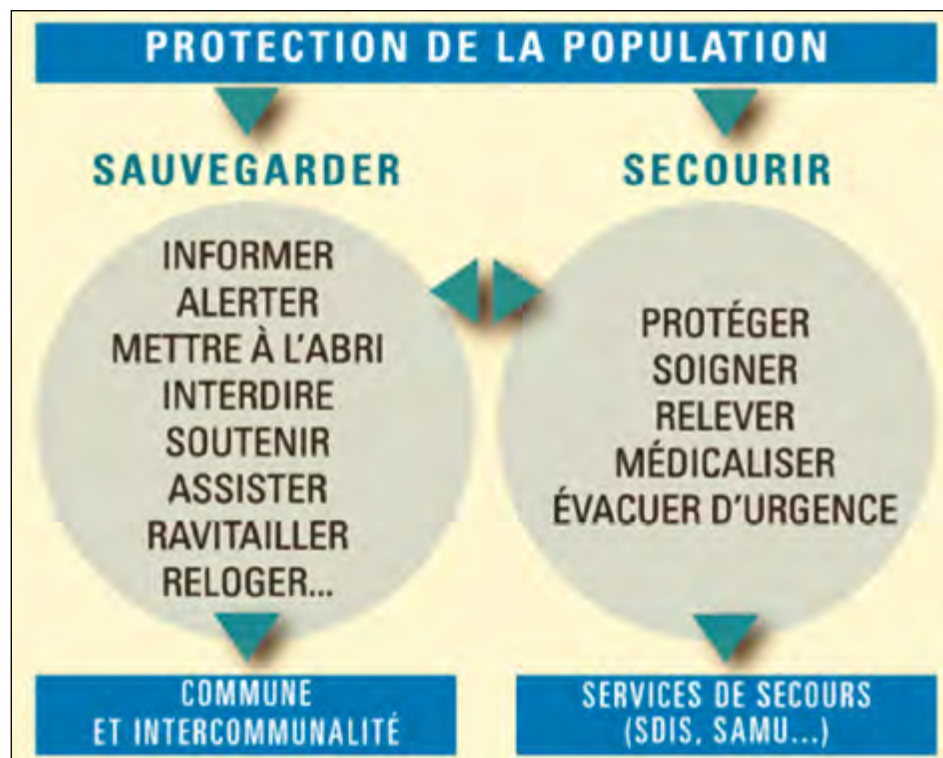 PROTECTION DE LA POPULATION
SAUVEGARDER
INFORMER
ALERTER
METTRE À L'ABRI
INTERDIRE
SOUTENIR
ASSISTER
RAVITAILLER
RELOGER...
COMMUNE
ET INTERCOMMUNALITÉ
SECOURIR
PROTÉGER
SOIGNER
RELEVER
MÉDICALISER
ÉVACUER D'URGENCE
SERVICES DE SECOURS
(SDIS, SAMU...)